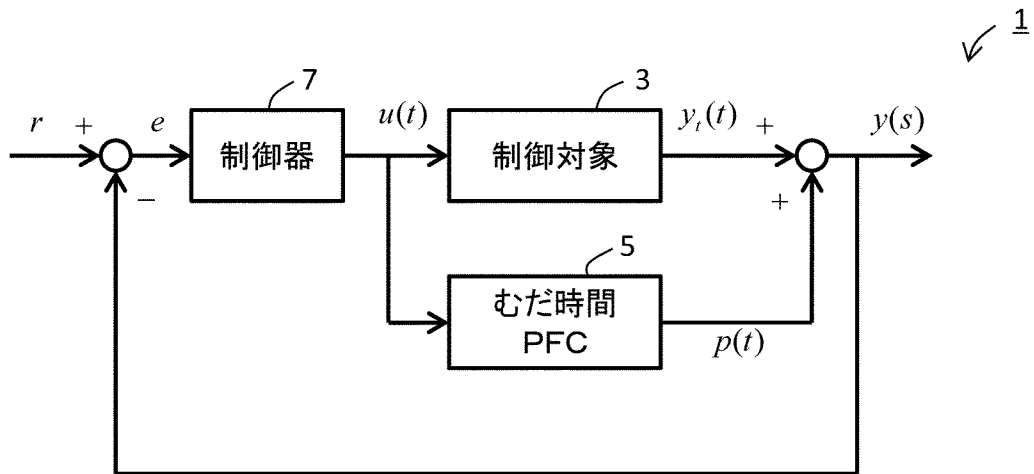 1
7
3
r
+
e
制御器
u(t)
制御対象
y_t(t)
+
y(s)
−
+
5
むだ時間
PFC
p(t)